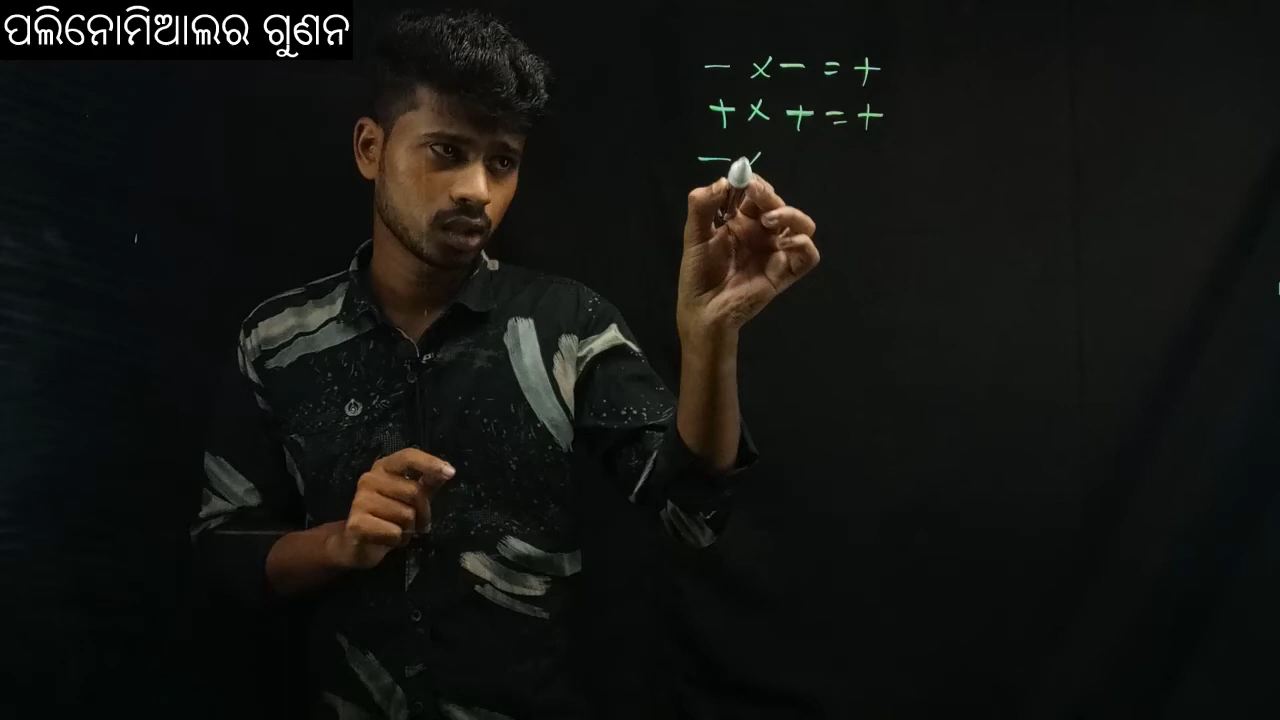 ପଲିନୋମିଆଲର ଗୁଣନ
- x - = +
+ x + = +
- x